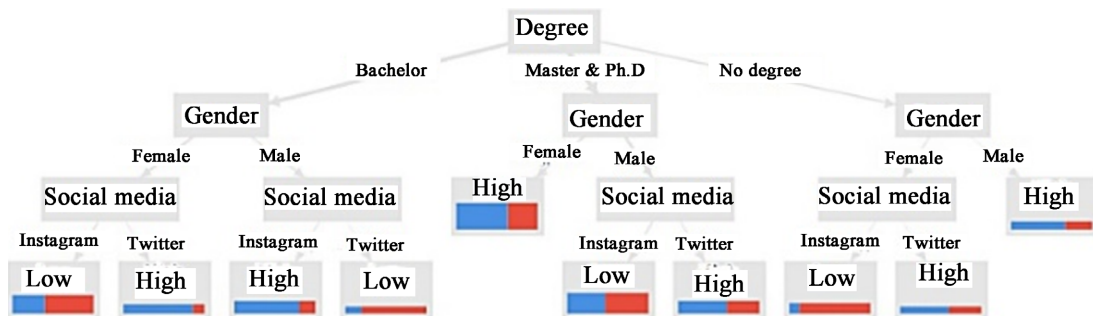 Degree
Bachelor
Master & Ph.D
No degree
Gender
Gender
Gender
Female
Male
Female
Male
Female
Male
Social media
Social media
High
Social media
Social media
High
Instagram
Twitter
Instagram
Twitter
Instagram
Twitter
Instagram
Twitter
Low
High
High
Low
Low
High
Low
High